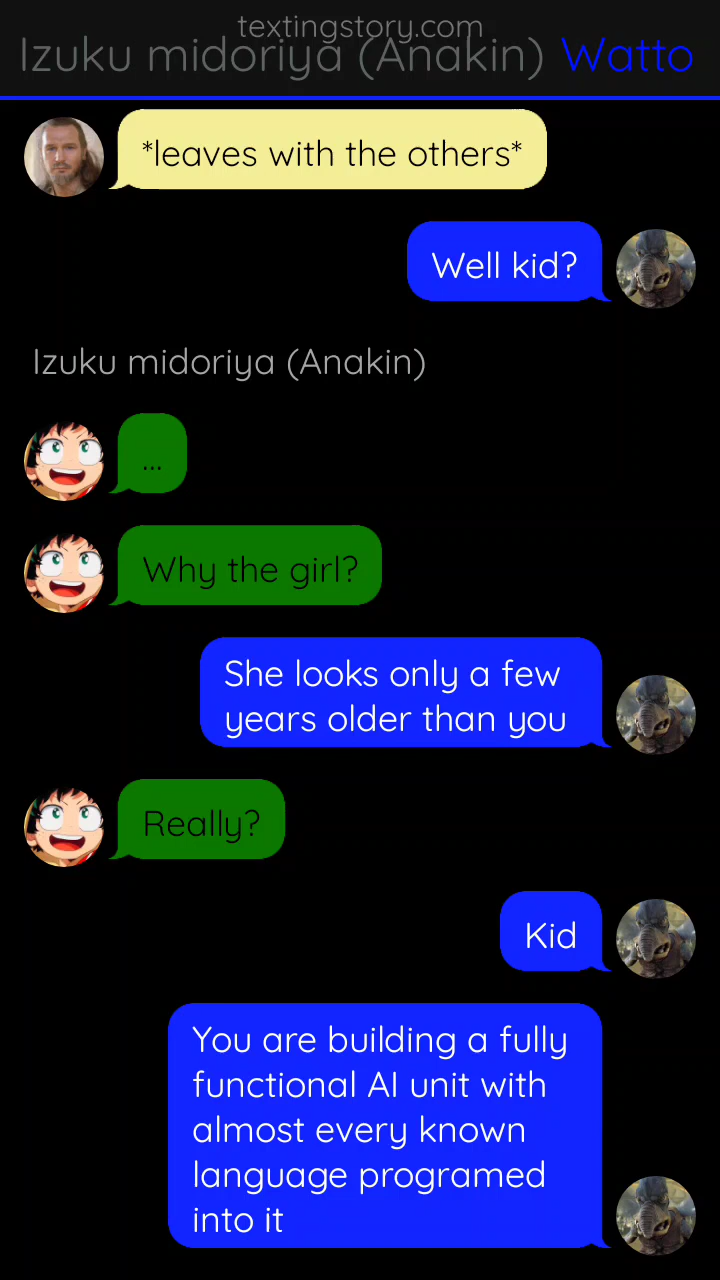 textingstory.com
Izuku midoriya (Anakin) Watto
*leaves with the others*
Well kid?
Izuku midoriya (Anakin)
...
Why the girl?
She looks only a few
years older than you
Really?
Kid
You are building a fully
functional AI unit with
almost every known
language programed
into it